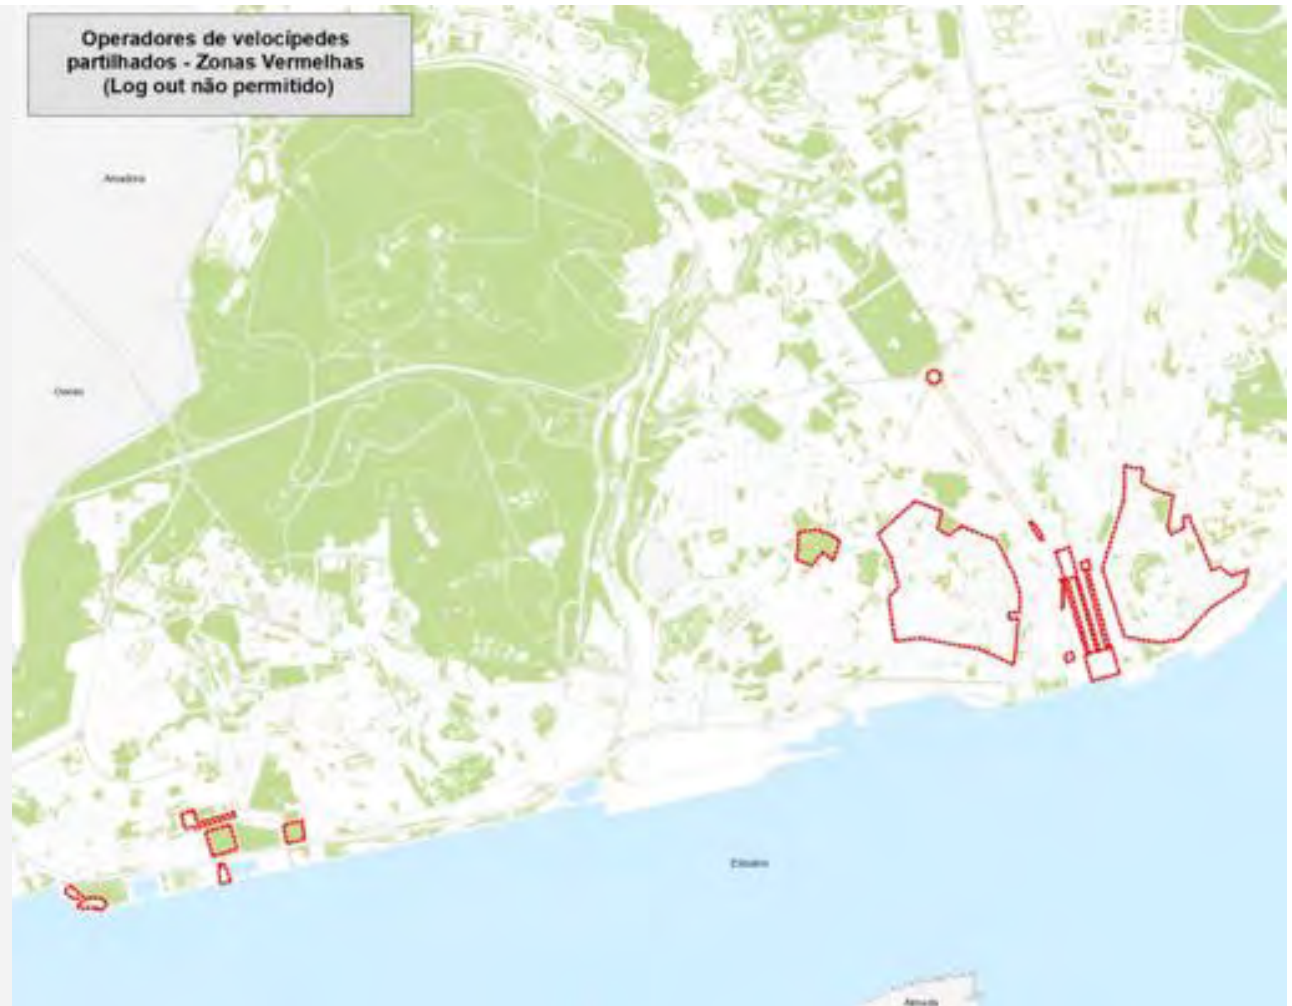 Operadores de velocípedes
partilhados - Zonas Vermelhas
(Log out não permitido)
Amadora
Oeiras
Estuário
Almada